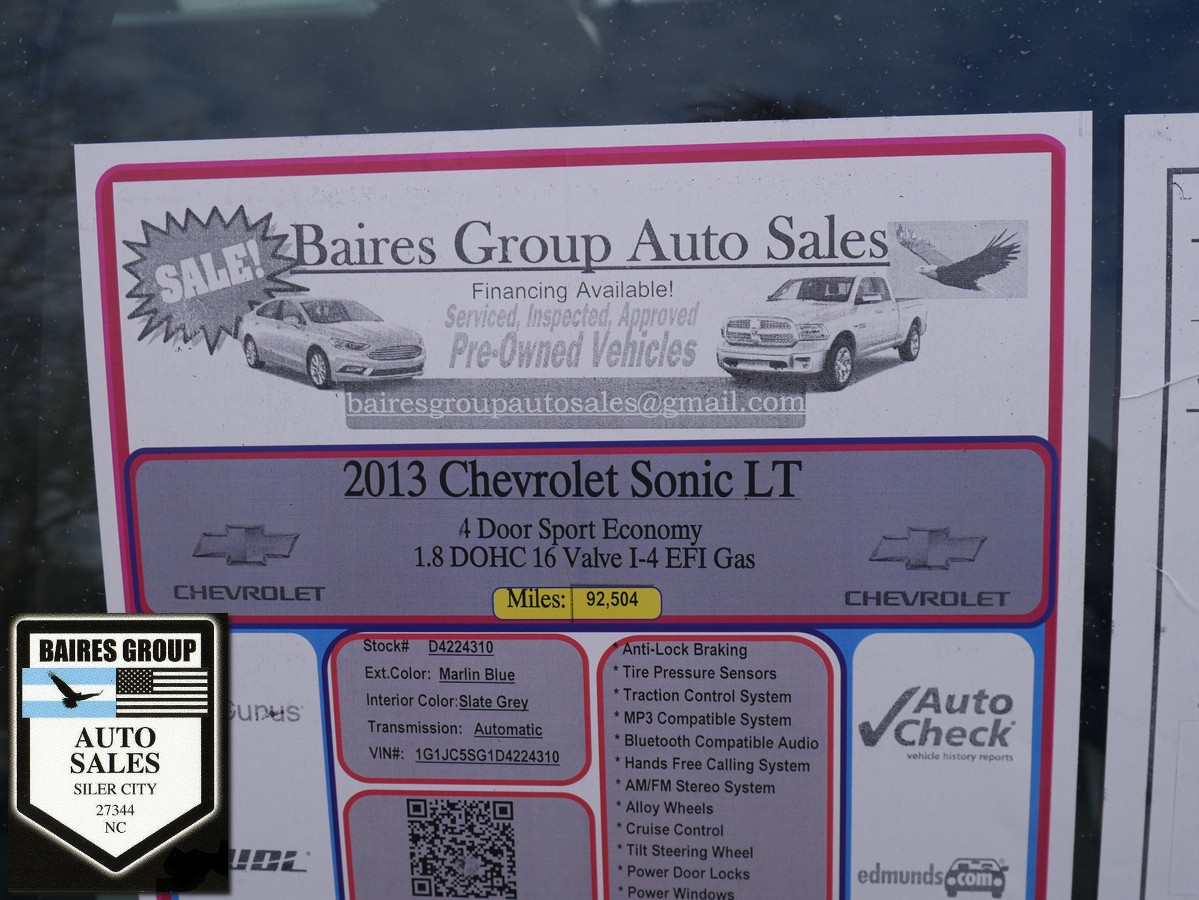 SALE!
Baires Group Auto Sales
Financing Available!
Serviced, Inspected, Approved
Pre-Owned Vehicles
bairesgroupautosales@gmail.com
2013 Chevrolet Sonic LT
4 Door Sport Economy
1.8 DOHC 16 Valve I-4 EFI Gas
CHEVROLET
CHEVROLET
Miles: 92,504
Stock# D4224310
Ext.Color: Marlin Blue
Interior Color:Slate Grey
Transmission: Automatic
VIN#: 1G1JC5SG1D4224310
* Anti-Lock Braking
* Tire Pressure Sensors
* Traction Control System
* MP3 Compatible System
* Bluetooth Compatible Audio
* Hands Free Calling System
* AM/FM Stereo System
* Alloy Wheels
* Cruise Control
* Tilt Steering Wheel
* Power Door Locks
* Power Windows
Auto
Check
vehicle history reports
edmunds.com
BAIRES GROUP
AUTO
SALES
SILER CITY
27344
NC